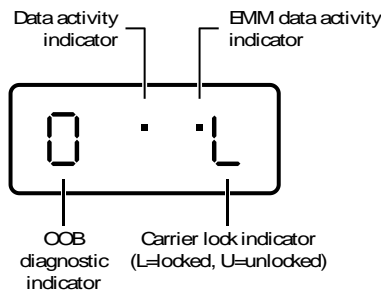 Data activity
indicator
EMM data activity
indicator
0 L
OOB
diagnostic
indicator
Carrier lock indicator
(L=locked, U=unlocked)